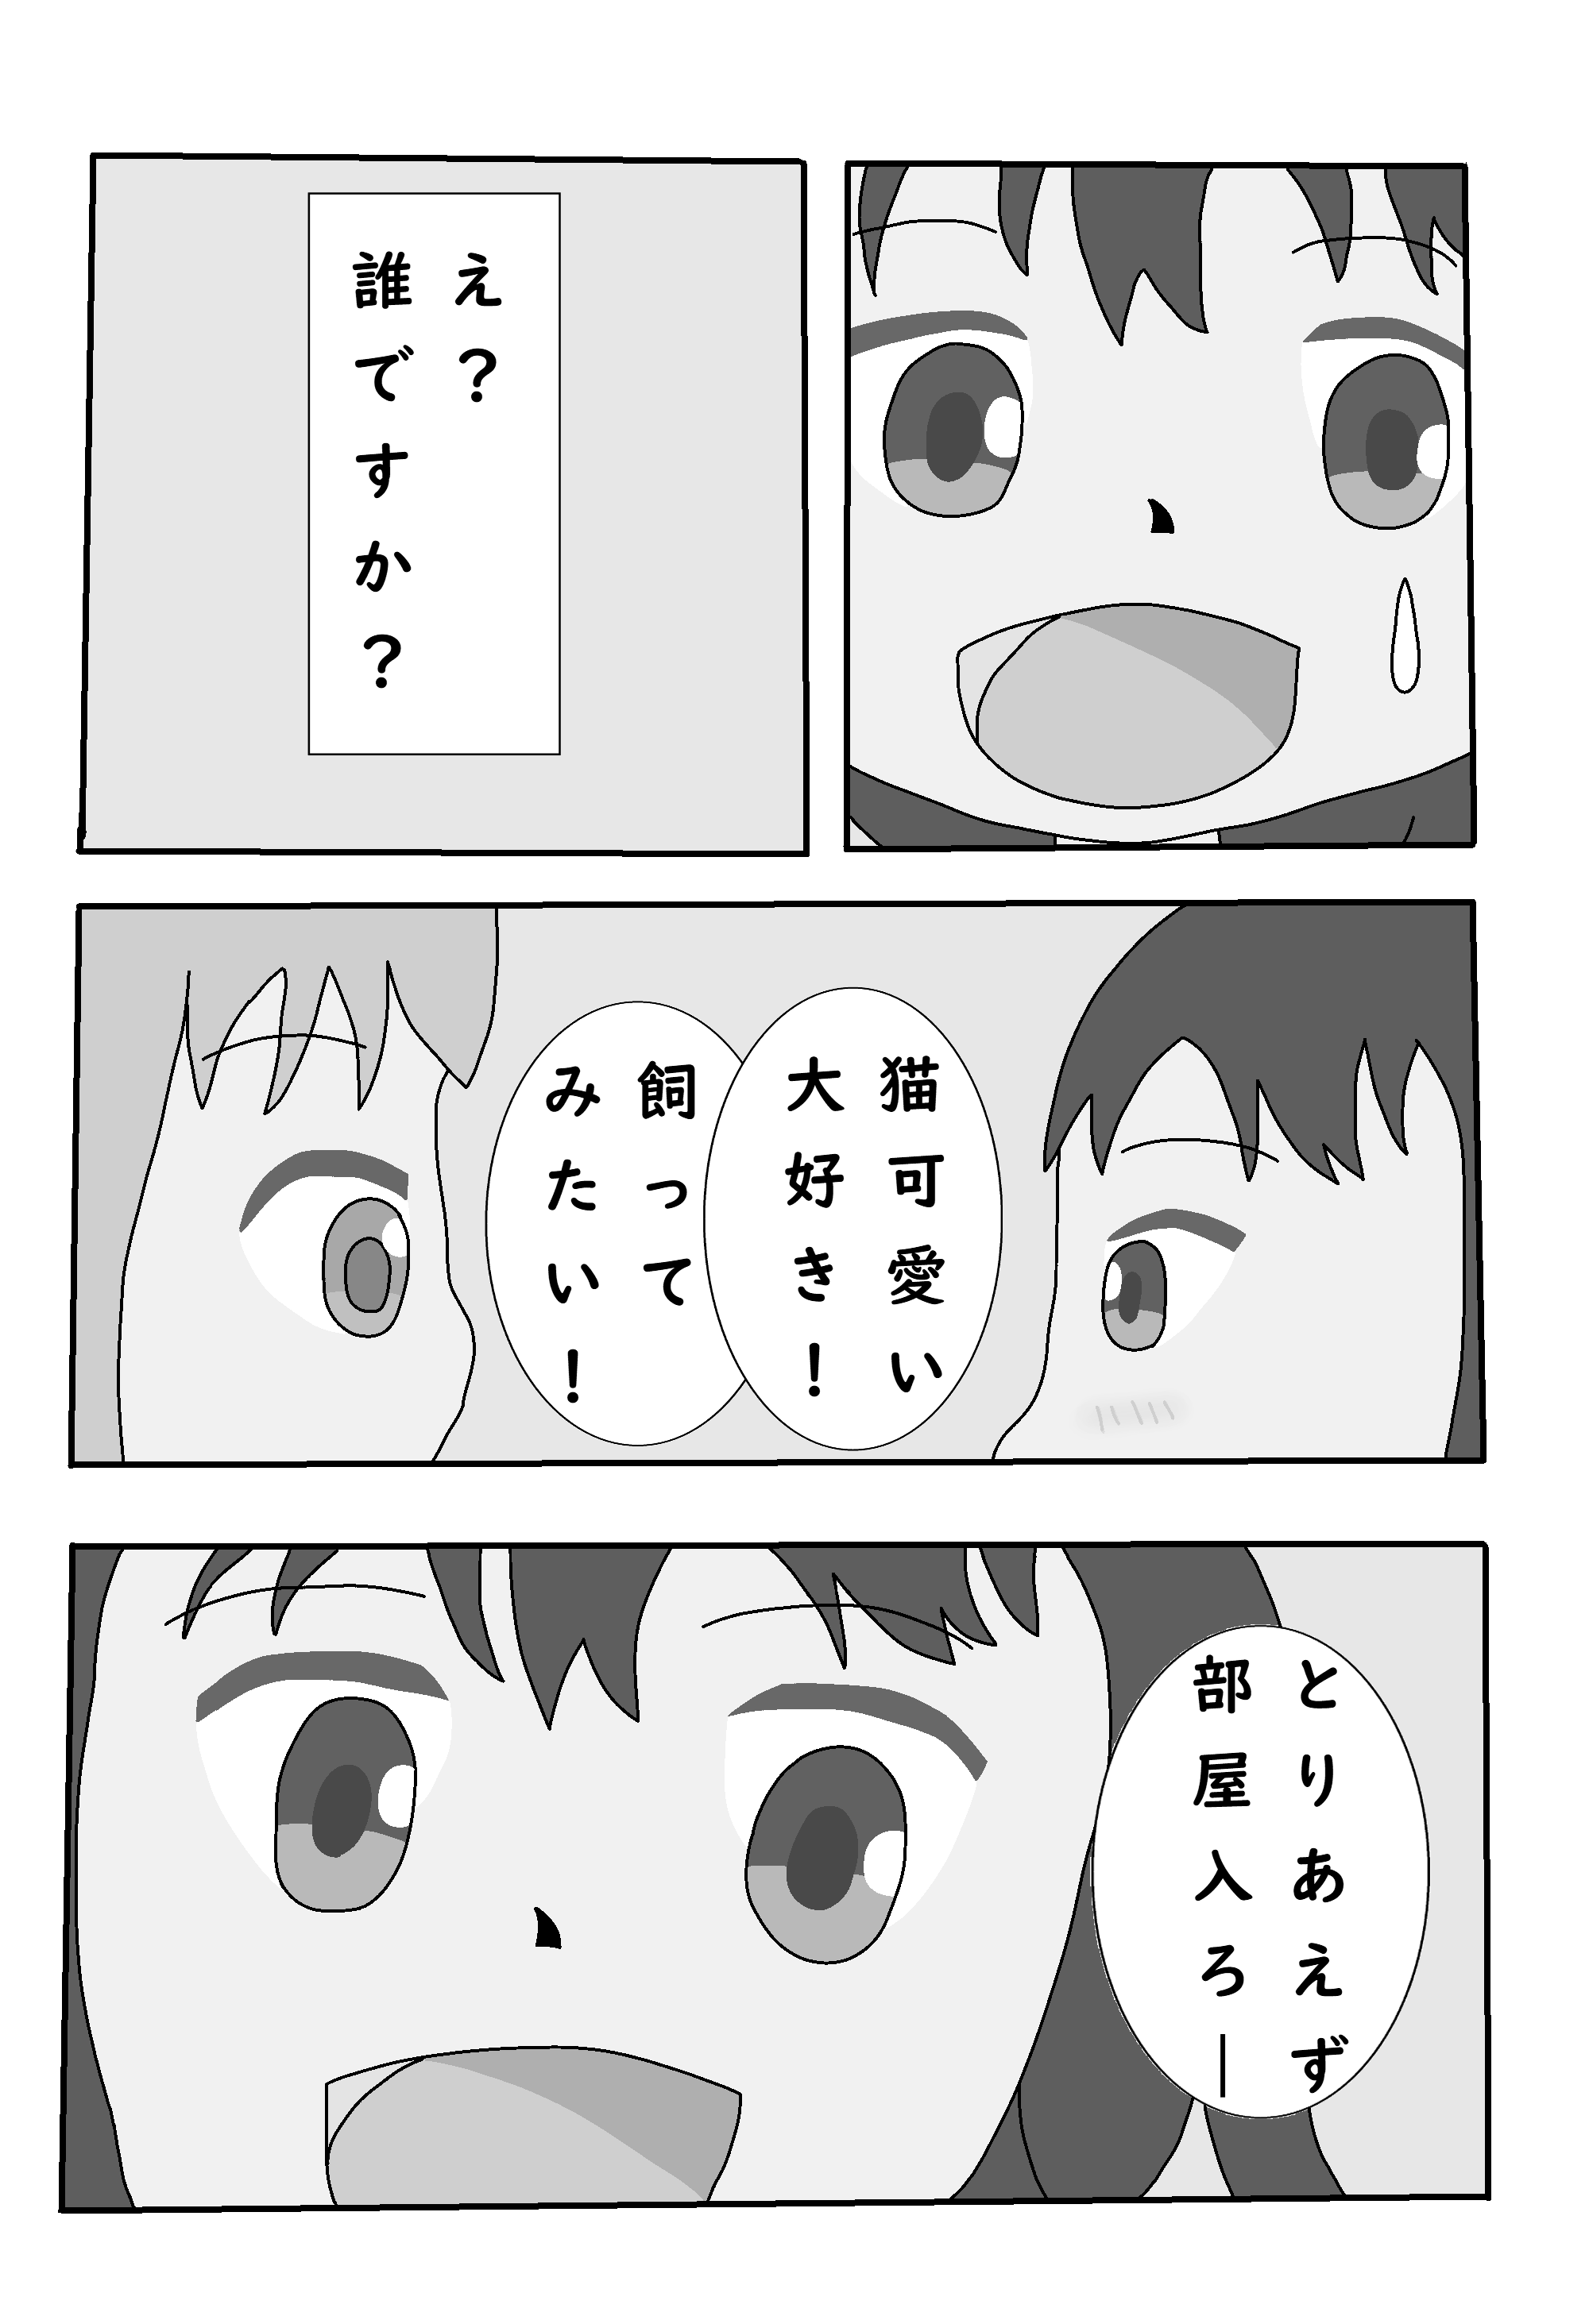 え？
誰ですか？
猫可愛い
大好き！
飼って
みたい！
とりあえず
部屋入ろー